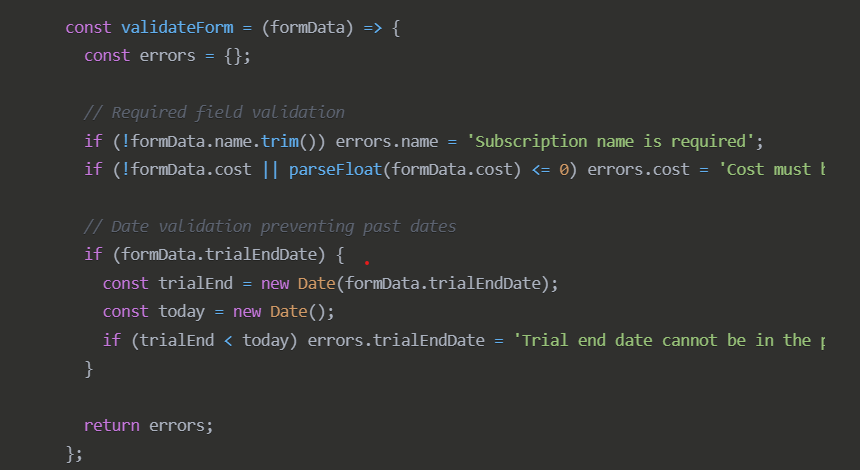 const validateForm = (formData) => {
const errors = {};
// Required field validation
if (!formData.name.trim()) errors.name = 'Subscription name is required';
if (!formData.cost || parseFloat(formData.cost) <= 0) errors.cost = 'Cost must
// Date validation preventing past dates
if (formData.trialEndDate) {
const trialEnd = new Date(formData.trialEndDate);
const today = new Date();
if (trialEnd < today) errors.trialEndDate = 'Trial end date cannot be in the
}
return errors;
};